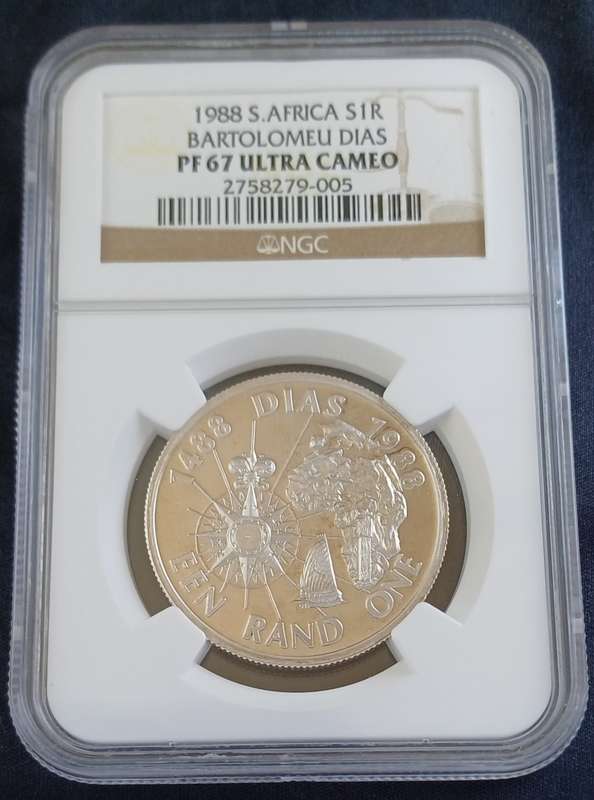 1988 S.AFRICA S1R
BARTOLOMEU DIAS
PF 67 ULTRA CAMEO
2758279-005
NGC
1488 DIAS 1988
EEN RAND ONE